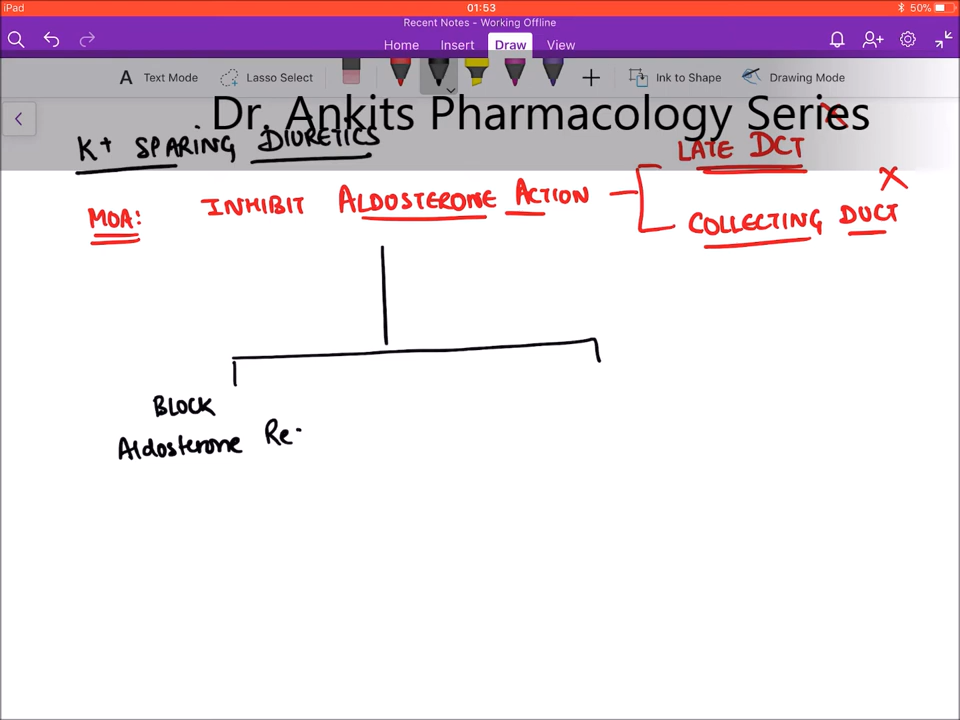 iPad 01:53 50%
Recent Notes - Working Offline
Home Insert Draw View
A Text Mode Lasso Select Ink to Shape Drawing Mode
Dr. Ankits Pharmacology Series
K+ SPARING DIURETICS
LATE DCT X
MOA: INHIBIT ALDOSTERONE ACTION
COLLECTING DUCT X
BLOCK
Aldosterone Re